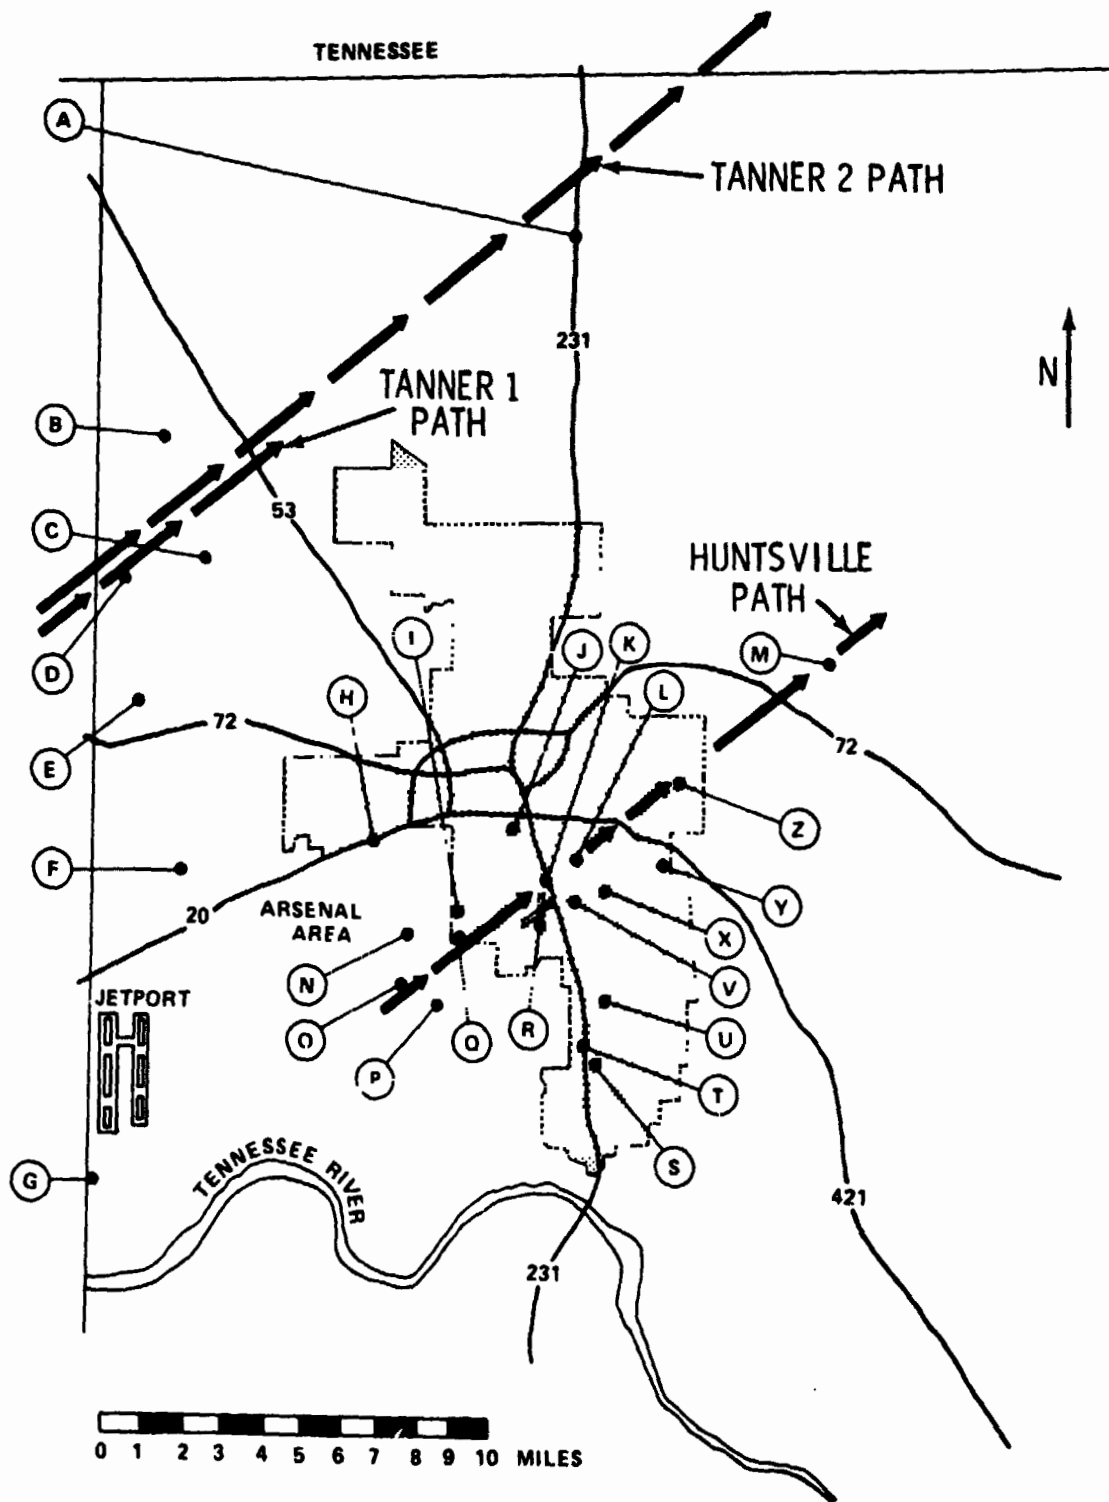 TENNESSEE
A
TANNER 2 PATH
231
N
TANNER 1
PATH
B
53
C
HUNTSVILLE
PATH
I
J
K
M
D
H
L
72
72
E
Z
F
20
ARSENAL
AREA
Y
X
N
V
JETPORT
O
Q
R
U
P
T
S
G
TENNESSEE RIVER
421
231
0 1 2 3 4 5 6 7 8 9 10 MILES